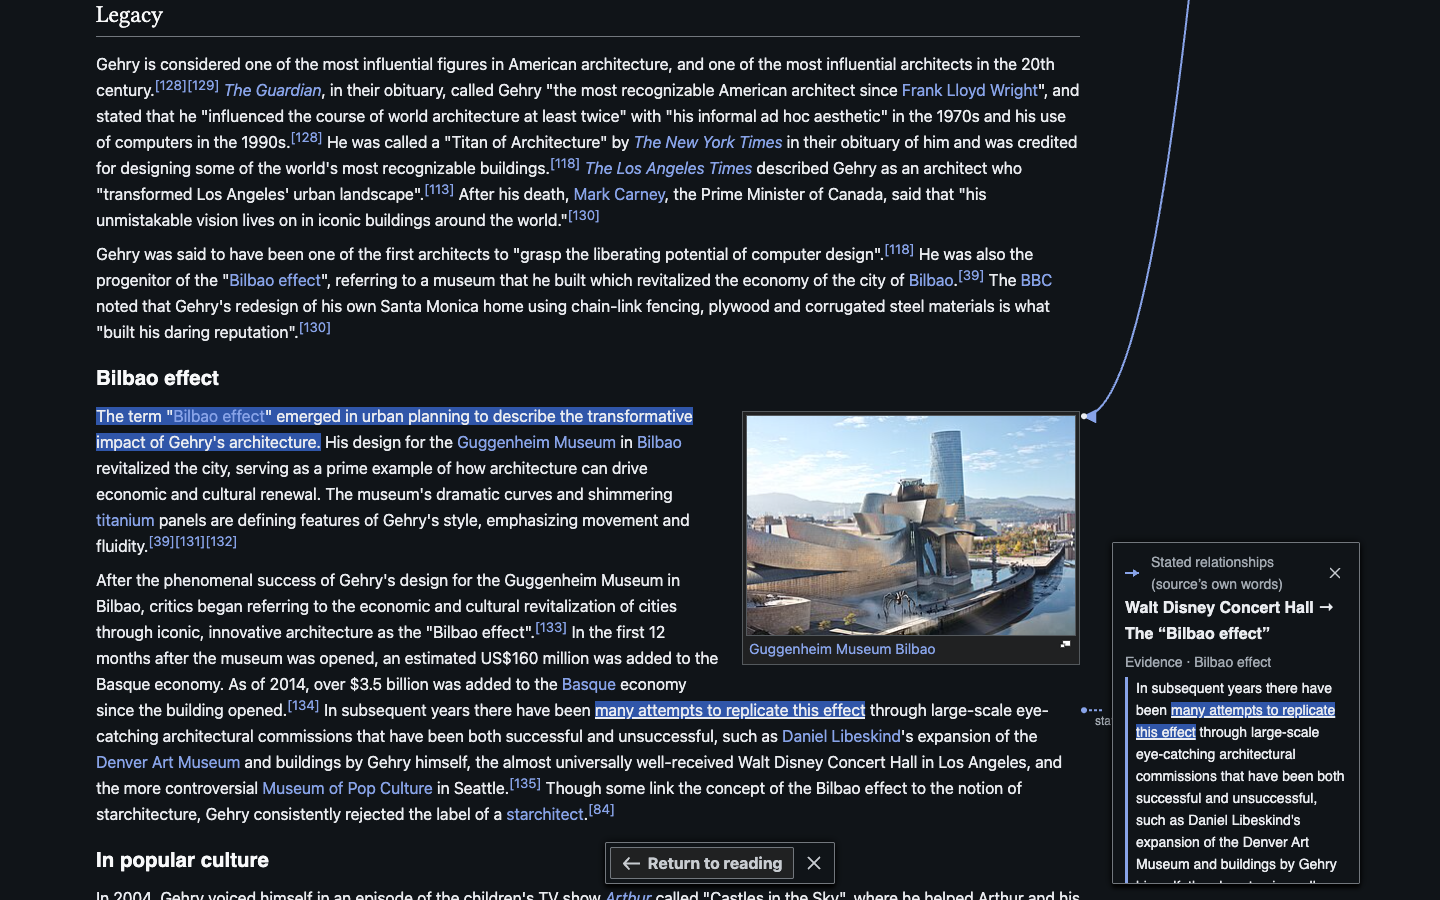 Legacy
Gehry is considered one of the most influential figures in American architecture, and one of the most influential architects in the 20th
century.[128][129] The Guardian, in their obituary, called Gehry "the most recognizable American architect since Frank Lloyd Wright", and
stated that he "influenced the course of world architecture at least twice" with "his informal ad hoc aesthetic" in the 1970s and his use
of computers in the 1990s.[128] He was called a "Titan of Architecture" by The New York Times in their obituary of him and was credited
for designing some of the world's most recognizable buildings.[118] The Los Angeles Times described Gehry as an architect who
"transformed Los Angeles' urban landscape".[113] After his death, Mark Carney, the Prime Minister of Canada, said that "his
unmistakable vision lives on in iconic buildings around the world."[130]
Gehry was said to have been one of the first architects to "grasp the liberating potential of computer design".[118] He was also the
progenitor of the "Bilbao effect", referring to a museum that he built which revitalized the economy of the city of Bilbao.[39] The BBC
noted that Gehry's redesign of his own Santa Monica home using chain-link fencing, plywood and corrugated steel materials is what
"built his daring reputation".[130]
Bilbao effect
The term "Bilbao effect" emerged in urban planning to describe the transformative
impact of Gehry's architecture. His design for the Guggenheim Museum in Bilbao
revitalized the city, serving as a prime example of how architecture can drive
economic and cultural renewal. The museum's dramatic curves and shimmering
titanium panels are defining features of Gehry's style, emphasizing movement and
fluidity.[39][131][132]
Guggenheim Museum Bilbao
After the phenomenal success of Gehry's design for the Guggenheim Museum in
Bilbao, critics began referring to the economic and cultural revitalization of cities
through iconic, innovative architecture as the "Bilbao effect".[133] In the first 12
months after the museum was opened, an estimated US$160 million was added to the
Basque economy. As of 2014, over $3.5 billion was added to the Basque economy
since the building opened.[134] In subsequent years there have been many attempts to replicate this effect through large-scale eye-
catching architectural commissions that have been both successful and unsuccessful, such as Daniel Libeskind's expansion of the
Denver Art Museum and buildings by Gehry himself, the almost universally well-received Walt Disney Concert Hall in Los Angeles, and
the more controversial Museum of Pop Culture in Seattle.[135] Though some link the concept of the Bilbao effect to the notion of
starchitecture, Gehry consistently rejected the label of a starchitect.[84]
In popular culture
In 2004, Gehry voiced himself in an episode of the children's TV show Arthur called "Castles in the Sky", where he helped Arthur and his
← Return to reading
sta
Stated relationships
(source's own words)
Walt Disney Concert Hall →
The “Bilbao effect”
Evidence · Bilbao effect
In subsequent years there have
been many attempts to replicate
this effect through large-scale
eye-catching architectural
commissions that have been both
successful and unsuccessful,
such as Daniel Libeskind's
expansion of the Denver Art
Museum and buildings by Gehry